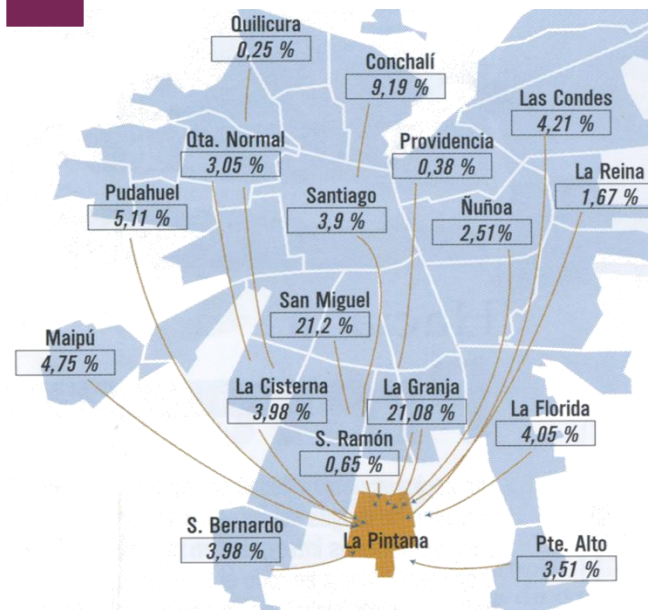 Quilicura
0,25 %
Conchalí
9,19 %
Las Condes
4,21 %
Qta. Normal
3,05 %
Providencia
0,38 %
La Reina
1,67 %
Pudahuel
5,11 %
Santiago
3,9 %
Ñuñoa
2,51%
San Miguel
21,2 %
Maipú
4,75 %
La Cisterna
3,98 %
La Granja
21,08 %
La Florida
4,05 %
S. Ramón
0,65 %
S. Bernardo
3,98 %
La Pintana
Pte. Alto
3,51 %